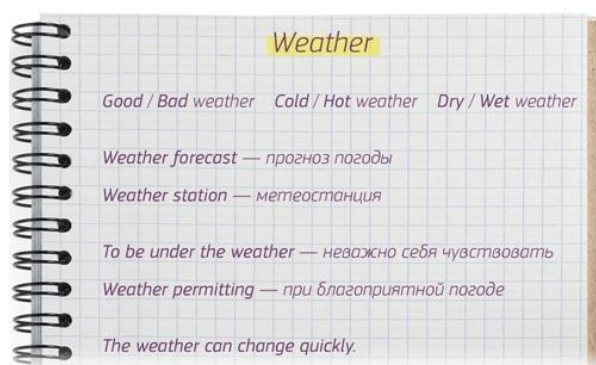 Weather
Good / Bad weather Cold / Hot weather Dry / Wet weather
Weather forecast — прогноз погоды
Weather station — метеостанция
To be under the weather — неважно себя чувствовать
Weather permitting — при благоприятной погоде
The weather can change quickly.